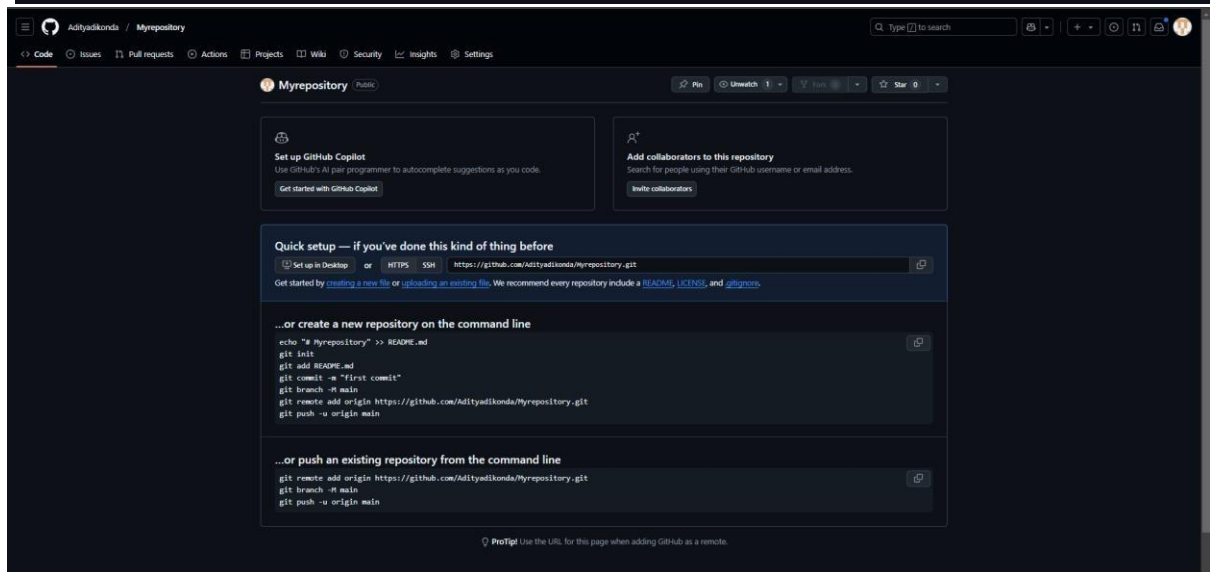 Adityadikonda / Myrepository
Type / to search
Code Issues Pull requests Actions Projects Wiki Security Insights Settings
Myrepository Public
Pin Unwatch 1 Fork Star 0
Set up GitHub Copilot
Use GitHub's AI pair programmer to autocomplete suggestions as you code.
Get started with GitHub Copilot
Add collaborators to this repository
Search for people using their GitHub username or email address.
Invite collaborators
Quick setup — if you've done this kind of thing before
Set up in Desktop or HTTPS SSH https://github.com/Adityadikonda/Myrepository.git
Get started by creating a new file or uploading an existing file. We recommend every repository include a README, LICENSE, and .gitignore.
...or create a new repository on the command line
echo "# Myrepository" >> README.md
git init
git add README.md
git commit -m "first commit"
git branch -M main
git remote add origin https://github.com/Adityadikonda/Myrepository.git
git push -u origin main
...or push an existing repository from the command line
git remote add origin https://github.com/Adityadikonda/Myrepository.git
git branch -M main
git push -u origin main
ProTip! Use the URL for this page when adding GitHub as a remote.